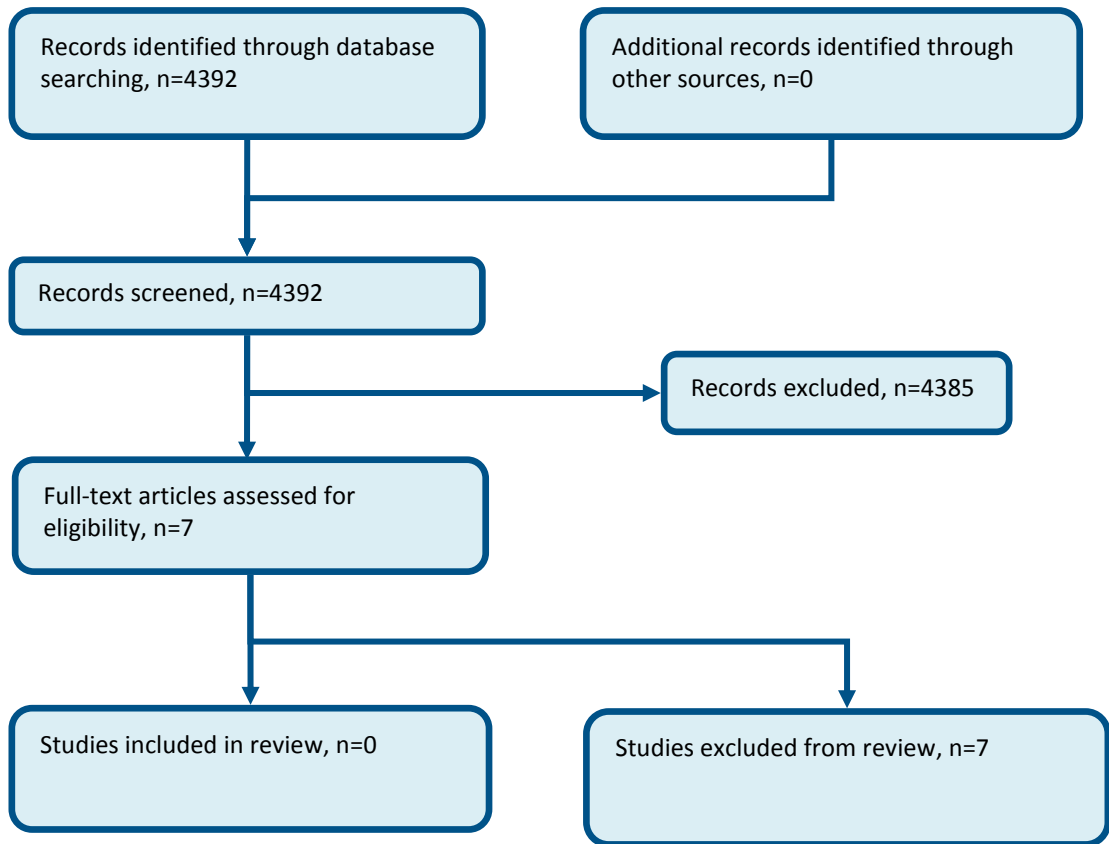 Records identified through database
searching, n=4392
Additional records identified through
other sources, n=0
Records screened, n=4392
Records excluded, n=4385
Full-text articles assessed for
eligibility, n=7
Studies included in review, n=0
Studies excluded from review, n=7